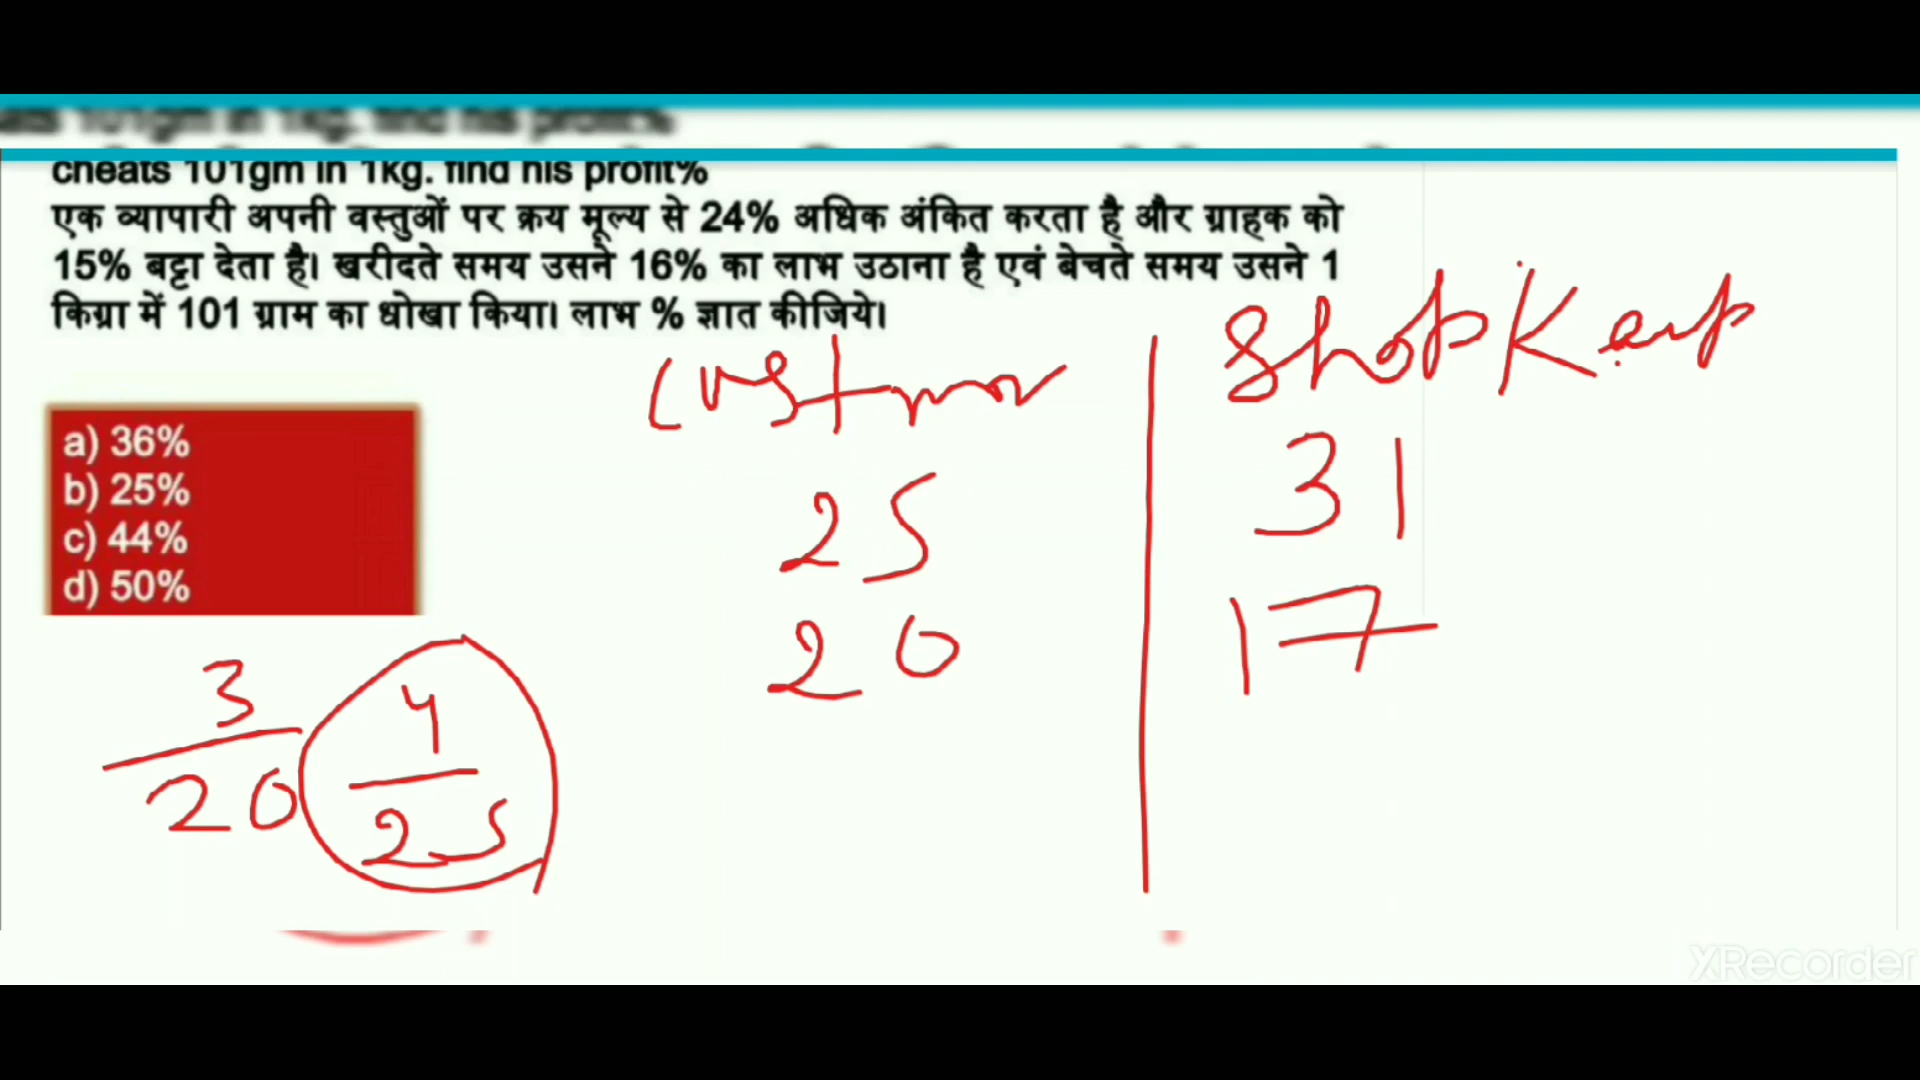 cheats 101gm in 1kg. find his profit%
एक व्यापारी अपनी वस्तुओं पर क्रय मूल्य से 24% अधिक अंकित करता है और ग्राहक को
15% बट्टा देता है। खरीदते समय उसने 16% का लाभ उठाना है एवं बेचते समय उसने 1
किग्रा में 101 ग्राम का धोखा किया। लाभ % ज्ञात कीजिये।
a) 36%
b) 25%
c) 44%
d) 50%
25 31
20 17
3
20
4
25
XRecorder